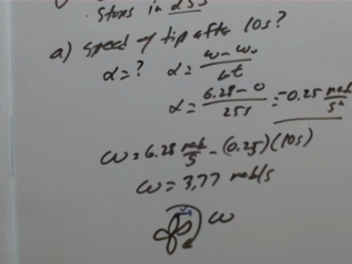 stops in 25s
a) speed of tip after 10s?
α=? α= ω-ω₀ / Δt
α= 6.28-0 / 25s = -0.25 rad/s²
ω=6.28 rad/s - (0.25)(10s)
ω=3.77 rad/s
ω